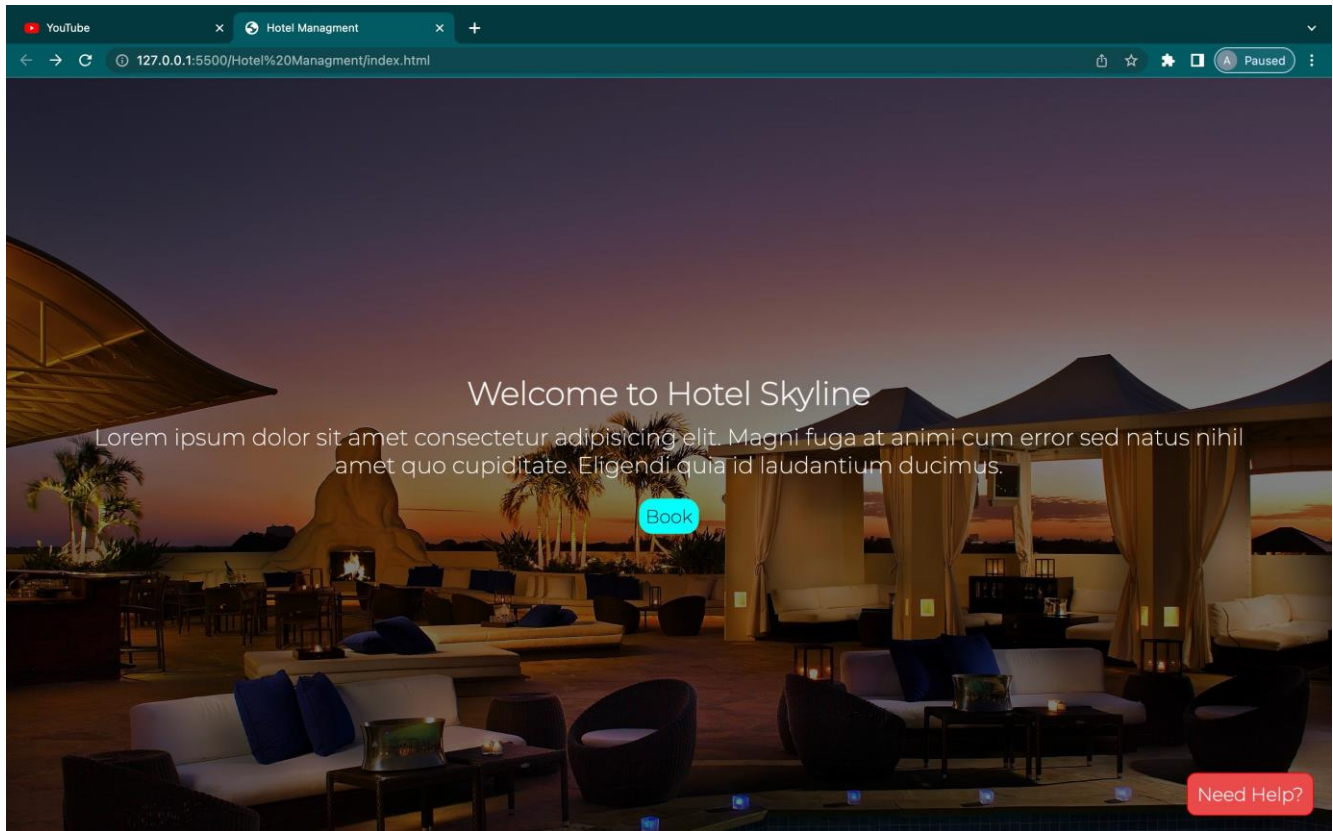 YouTube
Hotel Managment
127.0.0.1:5500/Hotel%20Managment/index.html
A Paused
Welcome to Hotel Skyline
Lorem ipsum dolor sit amet consectetur adipisicing elit. Magni fuga at animi cum error sed natus nihil
amet quo cupiditate. Eligendi quia id laudantium ducimus.
Book
Need Help?